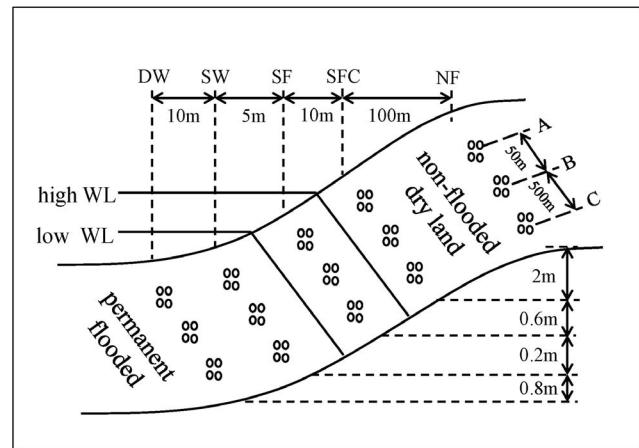 DW SW SF SFC NF
10m 5m 10m 100m
A
50m
B
500m
C
high WL
low WL
non-flooded
dry land
permanent
flooded
2m
0.6m
0.2m
0.8m